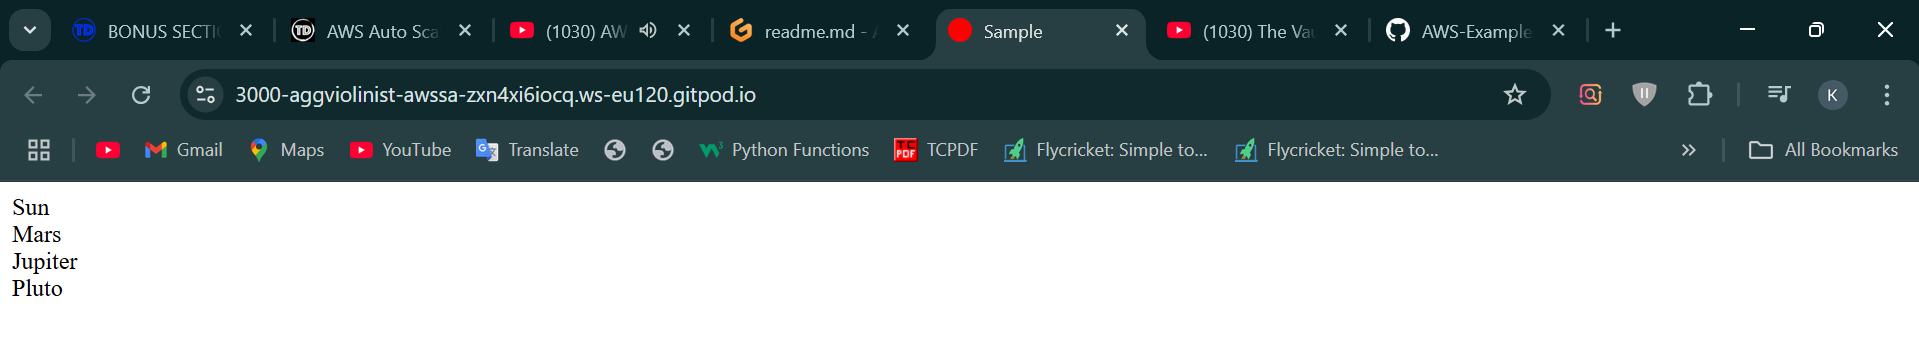 BONUS SECTI
AWS Auto Sca
(1030) AW
readme.md -
Sample
(1030) The Va
AWS-Example
3000-aggviolinist-awssa-zxn4xi6iocq.ws-eu120.gitpod.io
K
Gmail
Maps
YouTube
Translate
Python Functions
TCPDF
Flycricket: Simple to...
Flycricket: Simple to...
All Bookmarks
Sun
Mars
Jupiter
Pluto